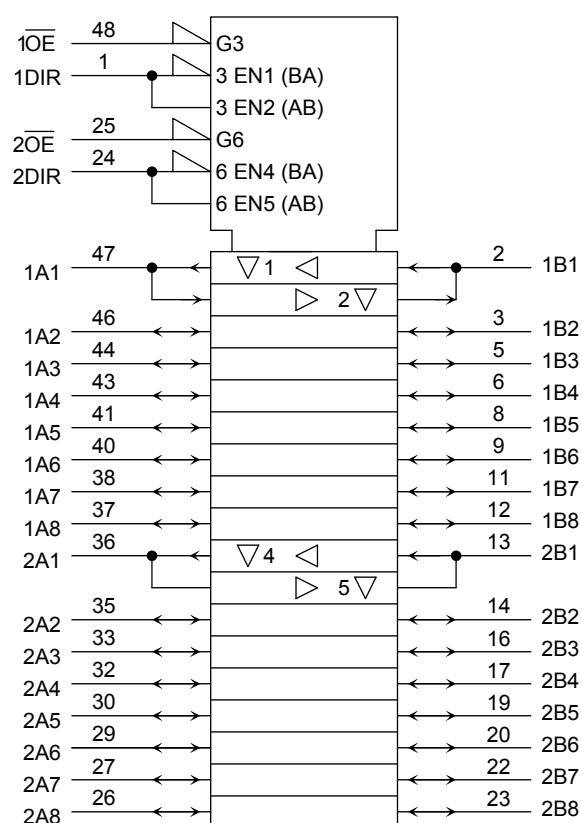 1O̅E̅ 48 G3
1DIR 1 3 EN1 (BA)
3 EN2 (AB)
2O̅E̅ 25 G6
2DIR 24 6 EN4 (BA)
6 EN5 (AB)
1A1 47 1 2 1B1
2
1A2 46 3 1B2
1A3 44 5 1B3
1A4 43 6 1B4
1A5 41 8 1B5
1A6 40 9 1B6
1A7 38 11 1B7
1A8 37 12 1B8
2A1 36 4 13 2B1
5
2A2 35 14 2B2
2A3 33 16 2B3
2A4 32 17 2B4
2A5 30 19 2B5
2A6 29 20 2B6
2A7 27 22 2B7
2A8 26 23 2B8